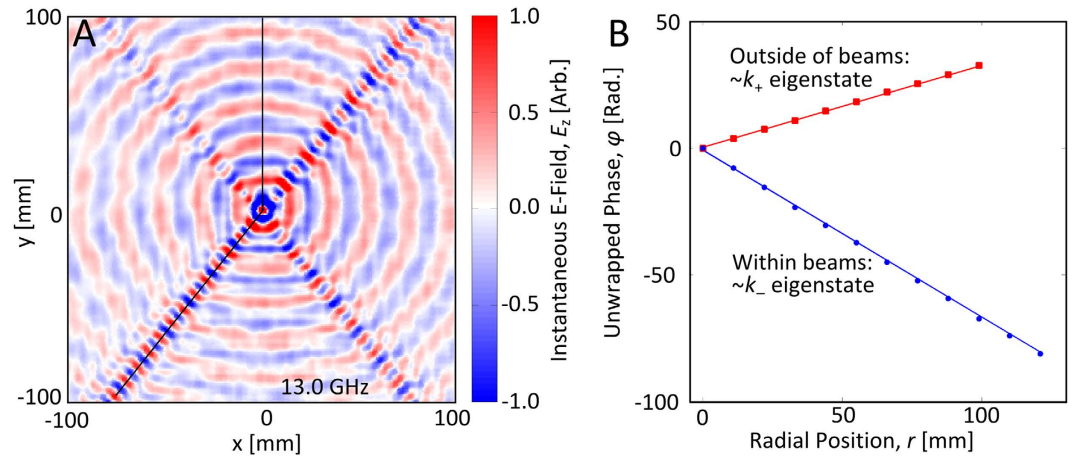 A
100
0
-100
y [mm]
-100
0
100
x [mm]
13.0 GHz
1.0
0.5
0.0
-0.5
-1.0
Instantaneous E-Field, Ez [Arb.]
B
Outside of beams:
~k+ eigenstate
Within beams:
~k− eigenstate
50
0
-50
-100
Unwrapped Phase, φ [Rad.]
0
50
100
Radial Position, r [mm]